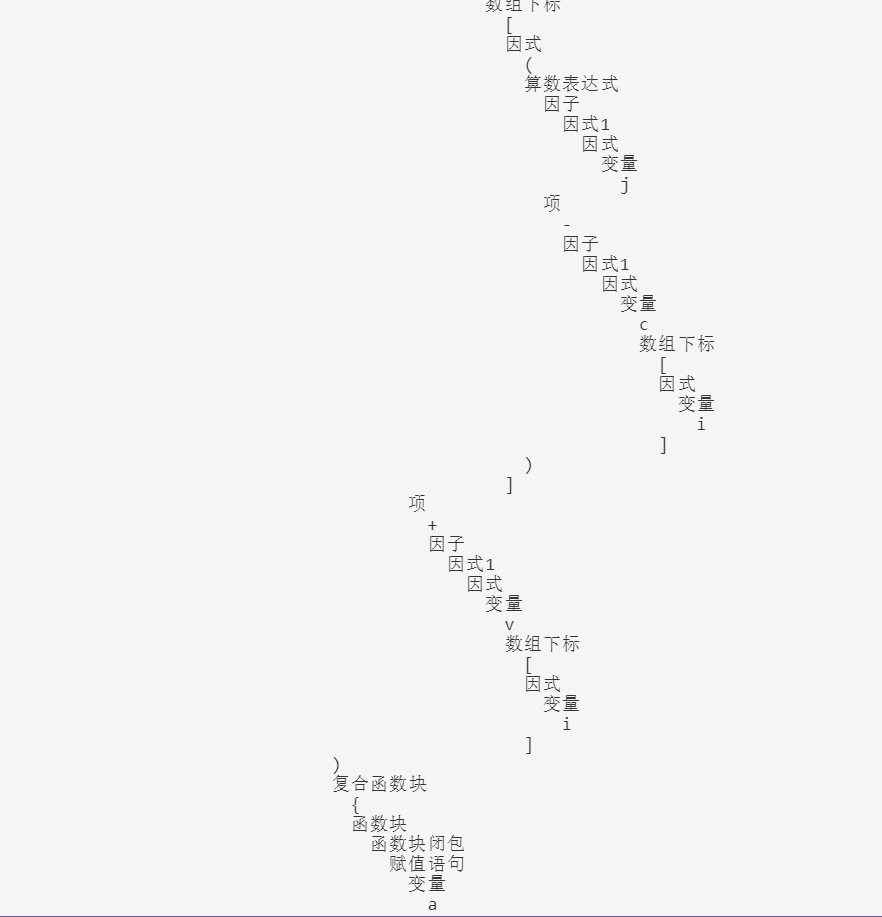 数组下标
[
因式
(
算数表达式
因子
因式1
因式
变量
j
项
-
因子
因式1
因式
变量
c
数组下标
[
因式
变量
i
]
)
]
项
+
因子
因式1
因式
变量
v
数组下标
[
因式
变量
i
]
)
复合函数块
{
函数块
函数块闭包
赋值语句
变量
a